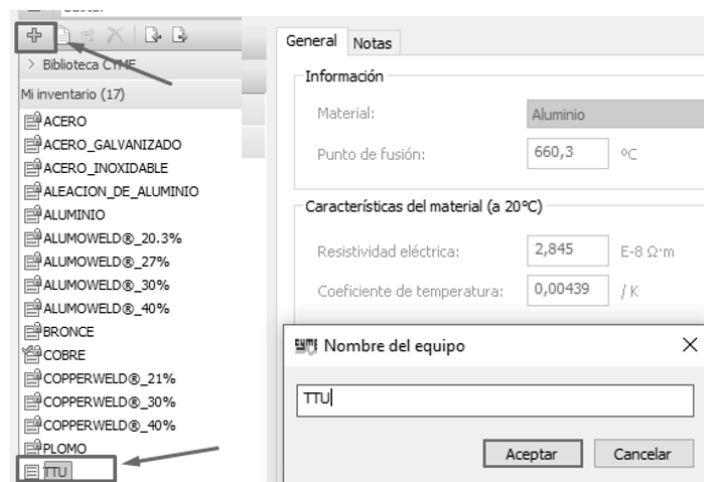 Biblioteca CYME
Mi inventario (17)
ACERO
ACERO_GALVANIZADO
ACERO_INOXIDABLE
ALEACION_DE_ALUMINIO
ALUMINIO
ALUMOWELD®_20.3%
ALUMOWELD®_27%
ALUMOWELD®_30%
ALUMOWELD®_40%
BRONCE
COBRE
COPPERWELD®_21%
COPPERWELD®_30%
COPPERWELD®_40%
PLOMO
TTU
General Notas
Información
Material: Aluminio
Punto de fusión: 660,3 ºC
Características del material (a 20ºC)
Resistividad eléctrica: 2,845 E-8 Ω·m
Coeficiente de temperatura: 0,00439 / K
CYME Nombre del equipo
TTU
Aceptar Cancelar